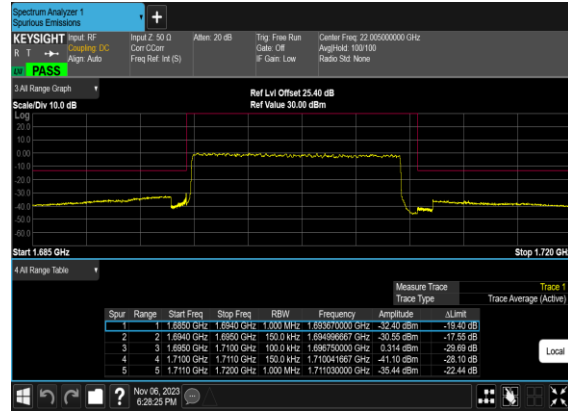 Spectrum Analyzer 1
Spurious Emissions
KEYSIGHT Input: RF Input Z: 50 Ω Atten: 20 dB Trig: Free Run Center Freq: 22.005000000 GHz
R T Coupling: DC Corr CCorr Gate: Off Avg|Hold: 100/100
Align: Auto Freq Ref: Int (S) IF Gain: Low Radio Std: None
PASS
3 All Range Graph
Ref Lvl Offset 25.40 dB
Scale/Div 10.0 dB Ref Value 30.00 dBm
Log
20.0
10.0
0.00
-10.0
-20.0
-30.0
-40.0
-50.0
-60.0
Start 1.685 GHz Stop 1.720 GHz
4 All Range Table
Measure Trace Trace 1
Trace Type Trace Average (Active)
Spur Range Start Freq Stop Freq RBW Frequency Amplitude ΔLimit
1 1 1.6850 GHz 1.6940 GHz 1.000 MHz 1.693670000 GHz -32.40 dBm -19.40 dB
2 2 1.6940 GHz 1.6950 GHz 150.0 kHz 1.694996667 GHz -30.55 dBm -17.55 dB
3 3 1.6950 GHz 1.7100 GHz 100.0 kHz 1.696750000 GHz 0.314 dBm -29.69 dB
4 4 1.7100 GHz 1.7110 GHz 150.0 kHz 1.710041667 GHz -41.10 dBm -28.10 dB
5 5 1.7110 GHz 1.7200 GHz 1.000 MHz 1.711030000 GHz -35.44 dBm -22.44 dB
Local
Nov 06, 2023
6:28:25 PM